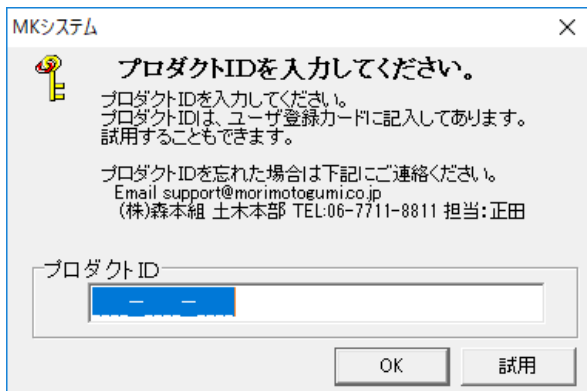 MKシステム
プロダクトIDを入力してください。
プロダクトIDを入力してください。
プロダクトIDは、ユーザ登録カードに記入してあります。
試用することもできます。
プロダクトIDを忘れた場合は下記にご連絡ください。
Email support@morimotogumi.co.jp
(株)森本組 土木本部 TEL:06-7711-8811 担当:正田
プロダクトID
____-____-____
OK
試用